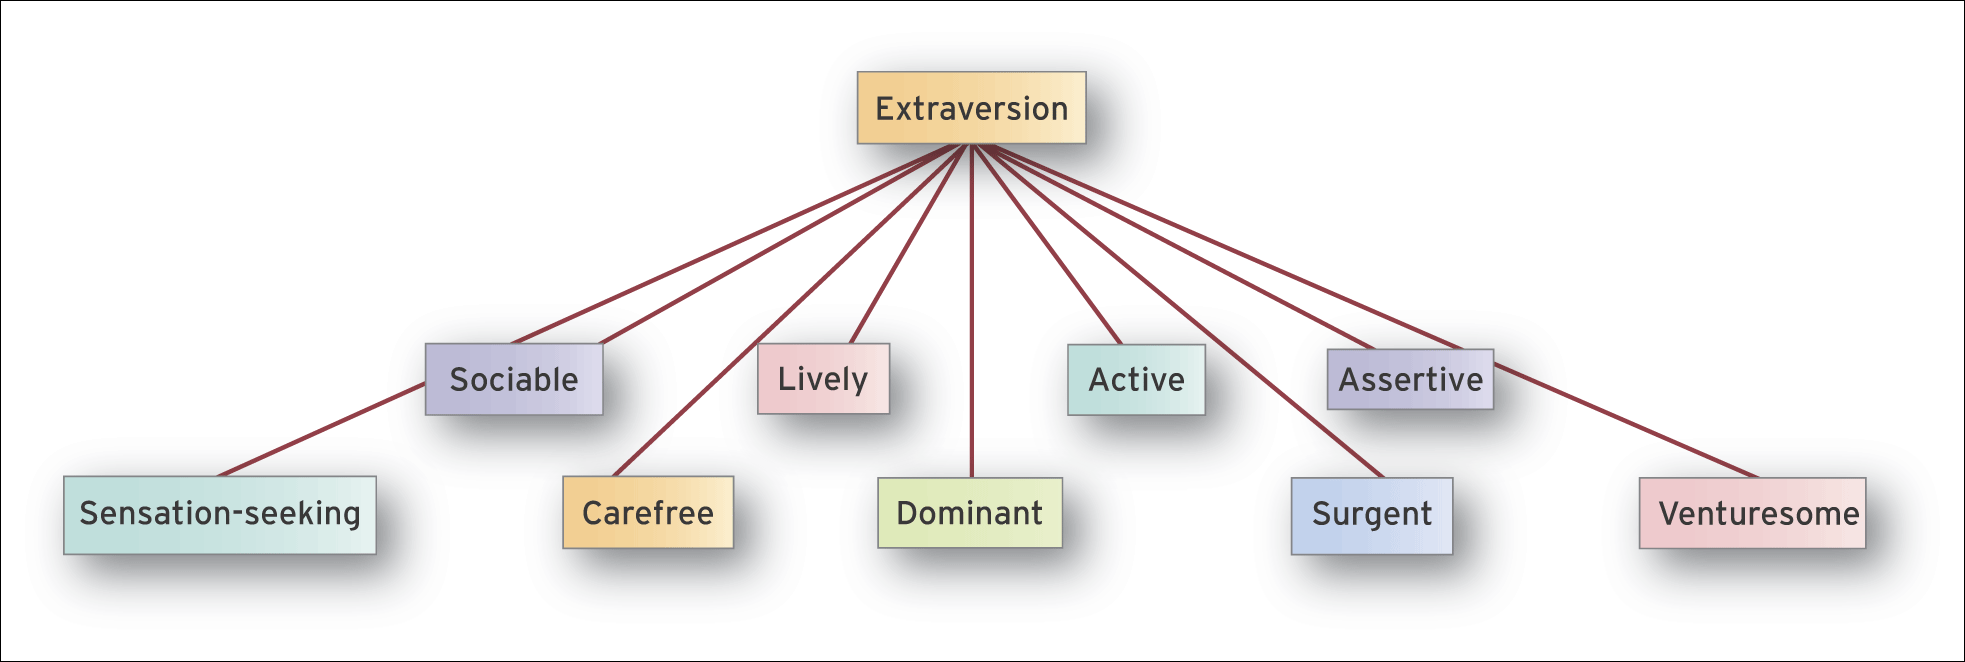 Extraversion
Sociable
Lively
Active
Assertive
Sensation-seeking
Carefree
Dominant
Surgent
Venturesome